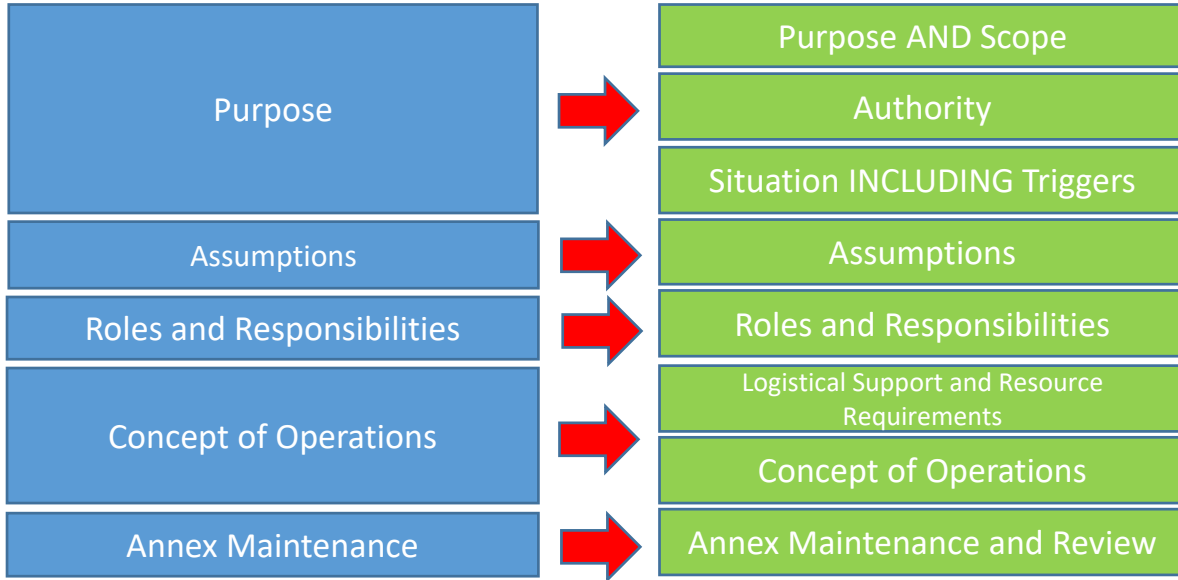 Purpose
Purpose AND Scope
Authority
Situation INCLUDING Triggers
Assumptions
Assumptions
Roles and Responsibilities
Roles and Responsibilities
Concept of Operations
Logistical Support and Resource
Requirements
Concept of Operations
Annex Maintenance
Annex Maintenance and Review